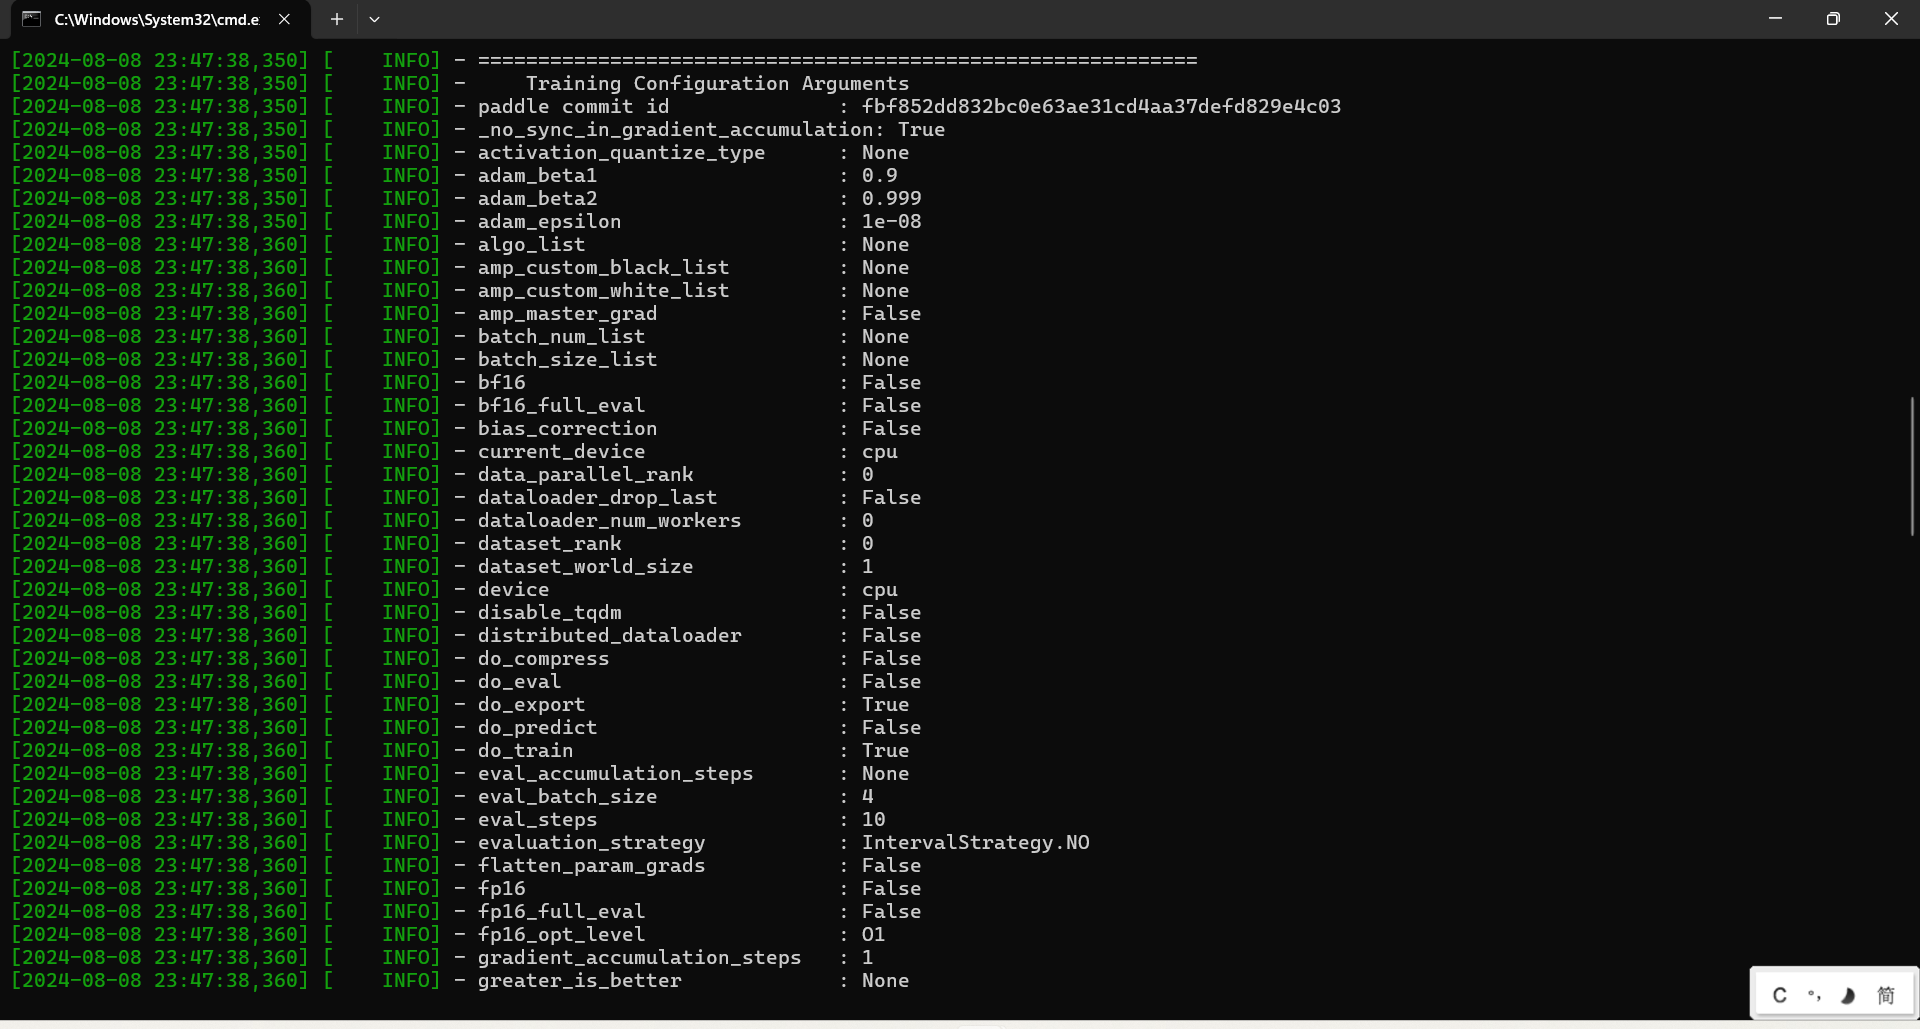 C:\Windows\System32\cmd.e
[2024-08-08 23:47:38,350] [    INFO] - ============================================================
[2024-08-08 23:47:38,350] [    INFO] -     Training Configuration Arguments
[2024-08-08 23:47:38,350] [    INFO] - paddle commit id              : fbf852dd832bc0e63ae31cd4aa37defd829e4c03
[2024-08-08 23:47:38,350] [    INFO] - _no_sync_in_gradient_accumulation: True
[2024-08-08 23:47:38,350] [    INFO] - activation_quantize_type      : None
[2024-08-08 23:47:38,350] [    INFO] - adam_beta1                    : 0.9
[2024-08-08 23:47:38,350] [    INFO] - adam_beta2                    : 0.999
[2024-08-08 23:47:38,350] [    INFO] - adam_epsilon                  : 1e-08
[2024-08-08 23:47:38,360] [    INFO] - algo_list                     : None
[2024-08-08 23:47:38,360] [    INFO] - amp_custom_black_list         : None
[2024-08-08 23:47:38,360] [    INFO] - amp_custom_white_list         : None
[2024-08-08 23:47:38,360] [    INFO] - amp_master_grad               : False
[2024-08-08 23:47:38,360] [    INFO] - batch_num_list                : None
[2024-08-08 23:47:38,360] [    INFO] - batch_size_list               : None
[2024-08-08 23:47:38,360] [    INFO] - bf16                          : False
[2024-08-08 23:47:38,360] [    INFO] - bf16_full_eval                : False
[2024-08-08 23:47:38,360] [    INFO] - bias_correction               : False
[2024-08-08 23:47:38,360] [    INFO] - current_device                : cpu
[2024-08-08 23:47:38,360] [    INFO] - data_parallel_rank            : 0
[2024-08-08 23:47:38,360] [    INFO] - dataloader_drop_last          : False
[2024-08-08 23:47:38,360] [    INFO] - dataloader_num_workers        : 0
[2024-08-08 23:47:38,360] [    INFO] - dataset_rank                  : 0
[2024-08-08 23:47:38,360] [    INFO] - dataset_world_size            : 1
[2024-08-08 23:47:38,360] [    INFO] - device                        : cpu
[2024-08-08 23:47:38,360] [    INFO] - disable_tqdm                  : False
[2024-08-08 23:47:38,360] [    INFO] - distributed_dataloader        : False
[2024-08-08 23:47:38,360] [    INFO] - do_compress                   : False
[2024-08-08 23:47:38,360] [    INFO] - do_eval                       : False
[2024-08-08 23:47:38,360] [    INFO] - do_export                     : True
[2024-08-08 23:47:38,360] [    INFO] - do_predict                    : False
[2024-08-08 23:47:38,360] [    INFO] - do_train                      : True
[2024-08-08 23:47:38,360] [    INFO] - eval_accumulation_steps       : None
[2024-08-08 23:47:38,360] [    INFO] - eval_batch_size               : 4
[2024-08-08 23:47:38,360] [    INFO] - eval_steps                    : 10
[2024-08-08 23:47:38,360] [    INFO] - evaluation_strategy           : IntervalStrategy.NO
[2024-08-08 23:47:38,360] [    INFO] - flatten_param_grads           : False
[2024-08-08 23:47:38,360] [    INFO] - fp16                          : False
[2024-08-08 23:47:38,360] [    INFO] - fp16_full_eval                : False
[2024-08-08 23:47:38,360] [    INFO] - fp16_opt_level                : O1
[2024-08-08 23:47:38,360] [    INFO] - gradient_accumulation_steps   : 1
[2024-08-08 23:47:38,360] [    INFO] - greater_is_better             : None
C °, 简